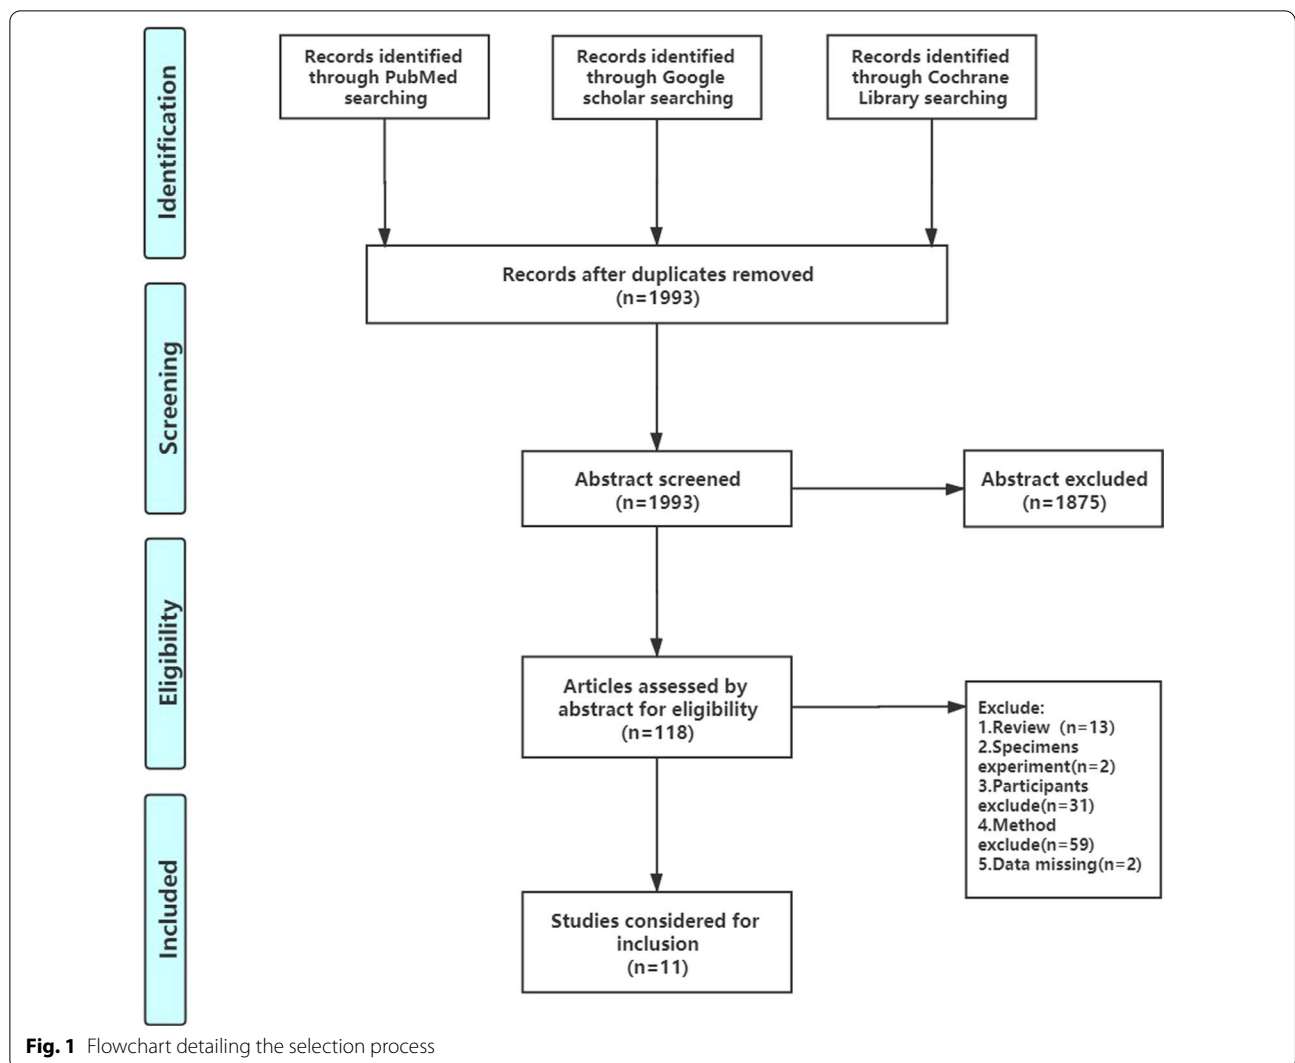 Identification
Records identified
through PubMed
searching
Records identified
through Google
scholar searching
Records identified
through Cochrane
Library searching
Records after duplicates removed
(n=1993)
Screening
Abstract screened
(n=1993)
Abstract excluded
(n=1875)
Eligibility
Articles assessed by
abstract for eligibility
(n=118)
Exclude:
1.Review (n=13)
2.Specimens
experiment(n=2)
3.Participants
exclude(n=31)
4.Method
exclude(n=59)
5.Data missing(n=2)
Included
Studies considered for
inclusion
(n=11)
Fig. 1 Flowchart detailing the selection process